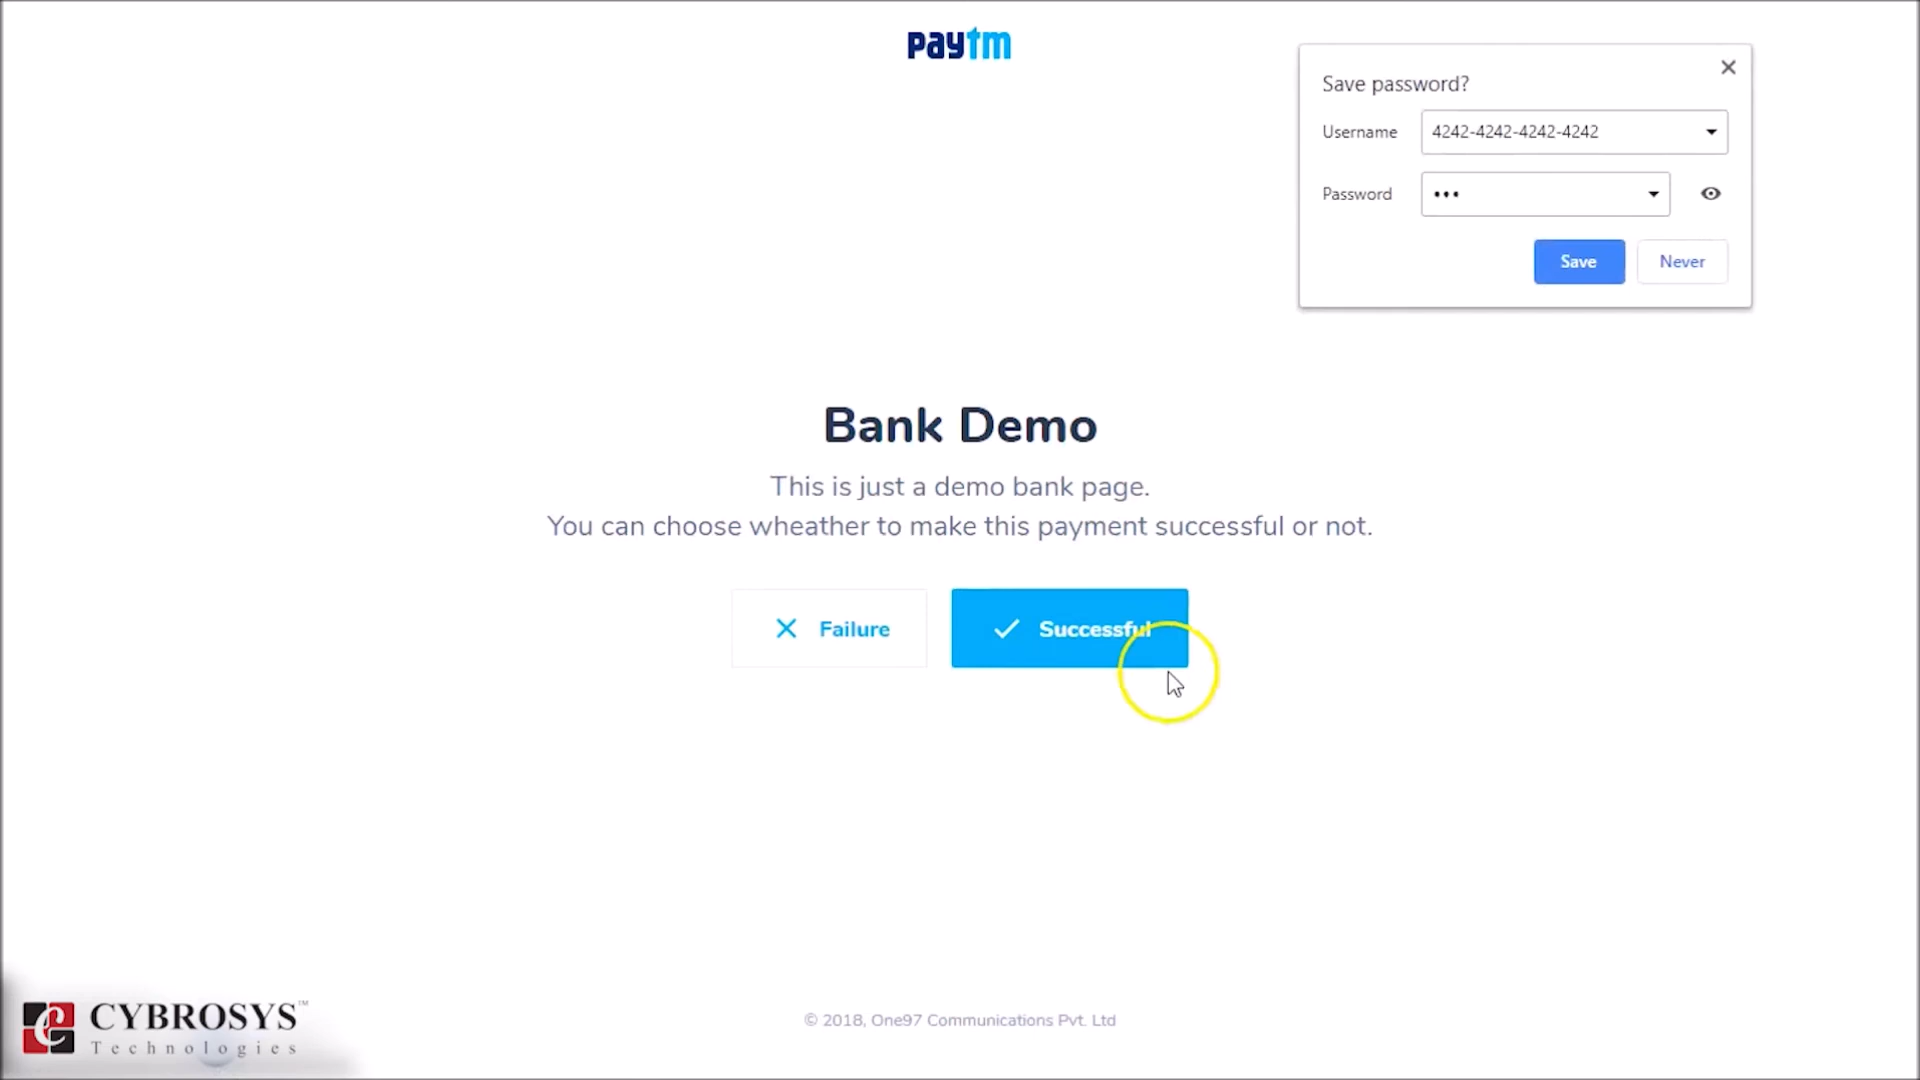 paytm
Save password?
Username 4242-4242-4242-4242
Password •••
Save Never
Bank Demo
This is just a demo bank page.
You can choose wheather to make this payment successful or not.
Failure Successful
CYBROSYS™
Technologies
© 2018, One97 Communications Pvt. Ltd